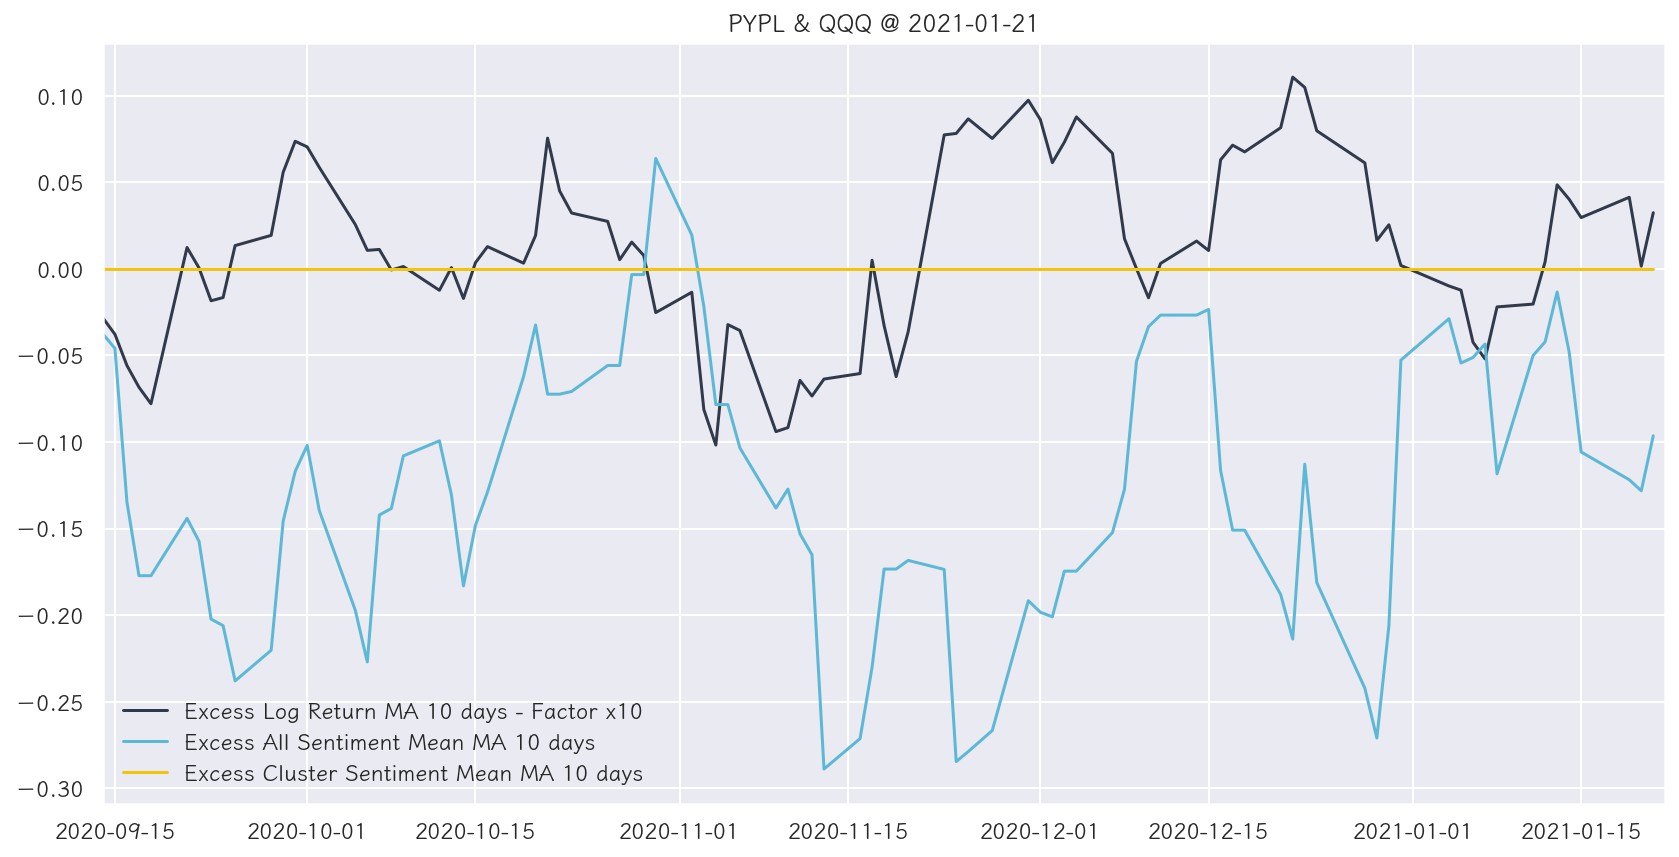 PYPL & QQQ @ 2021-01-21
0.10
0.05
0.00
−0.05
−0.10
−0.15
−0.20
−0.25
−0.30
Excess Log Return MA 10 days - Factor x10
Excess All Sentiment Mean MA 10 days
Excess Cluster Sentiment Mean MA 10 days
2020-09-15 2020-10-01 2020-10-15 2020-11-01 2020-11-15 2020-12-01 2020-12-15 2021-01-01 2021-01-15